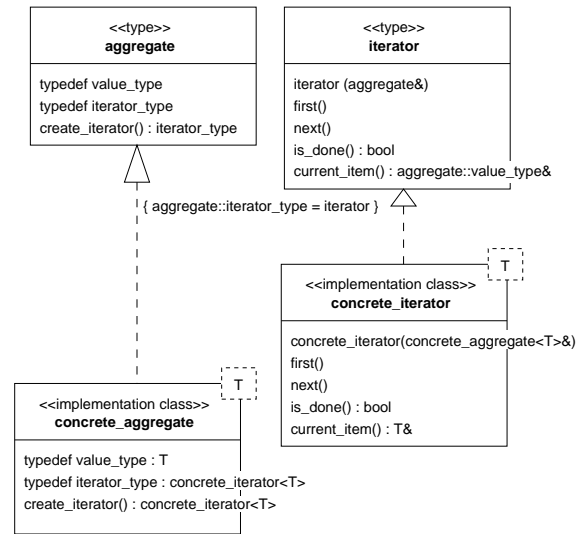 <<type>>
aggregate
typedef value_type
typedef iterator_type
create_iterator() : iterator_type
<<type>>
iterator
iterator (aggregate&)
first()
next()
is_done() : bool
current_item() : aggregate::value_type&
{ aggregate::iterator_type = iterator }
T
<<implementation class>>
concrete_iterator
concrete_iterator(concrete_aggregate<T>&)
first()
next()
is_done() : bool
current_item() : T&
T
<<implementation class>>
concrete_aggregate
typedef value_type : T
typedef iterator_type : concrete_iterator<T>
create_iterator() : concrete_iterator<T>